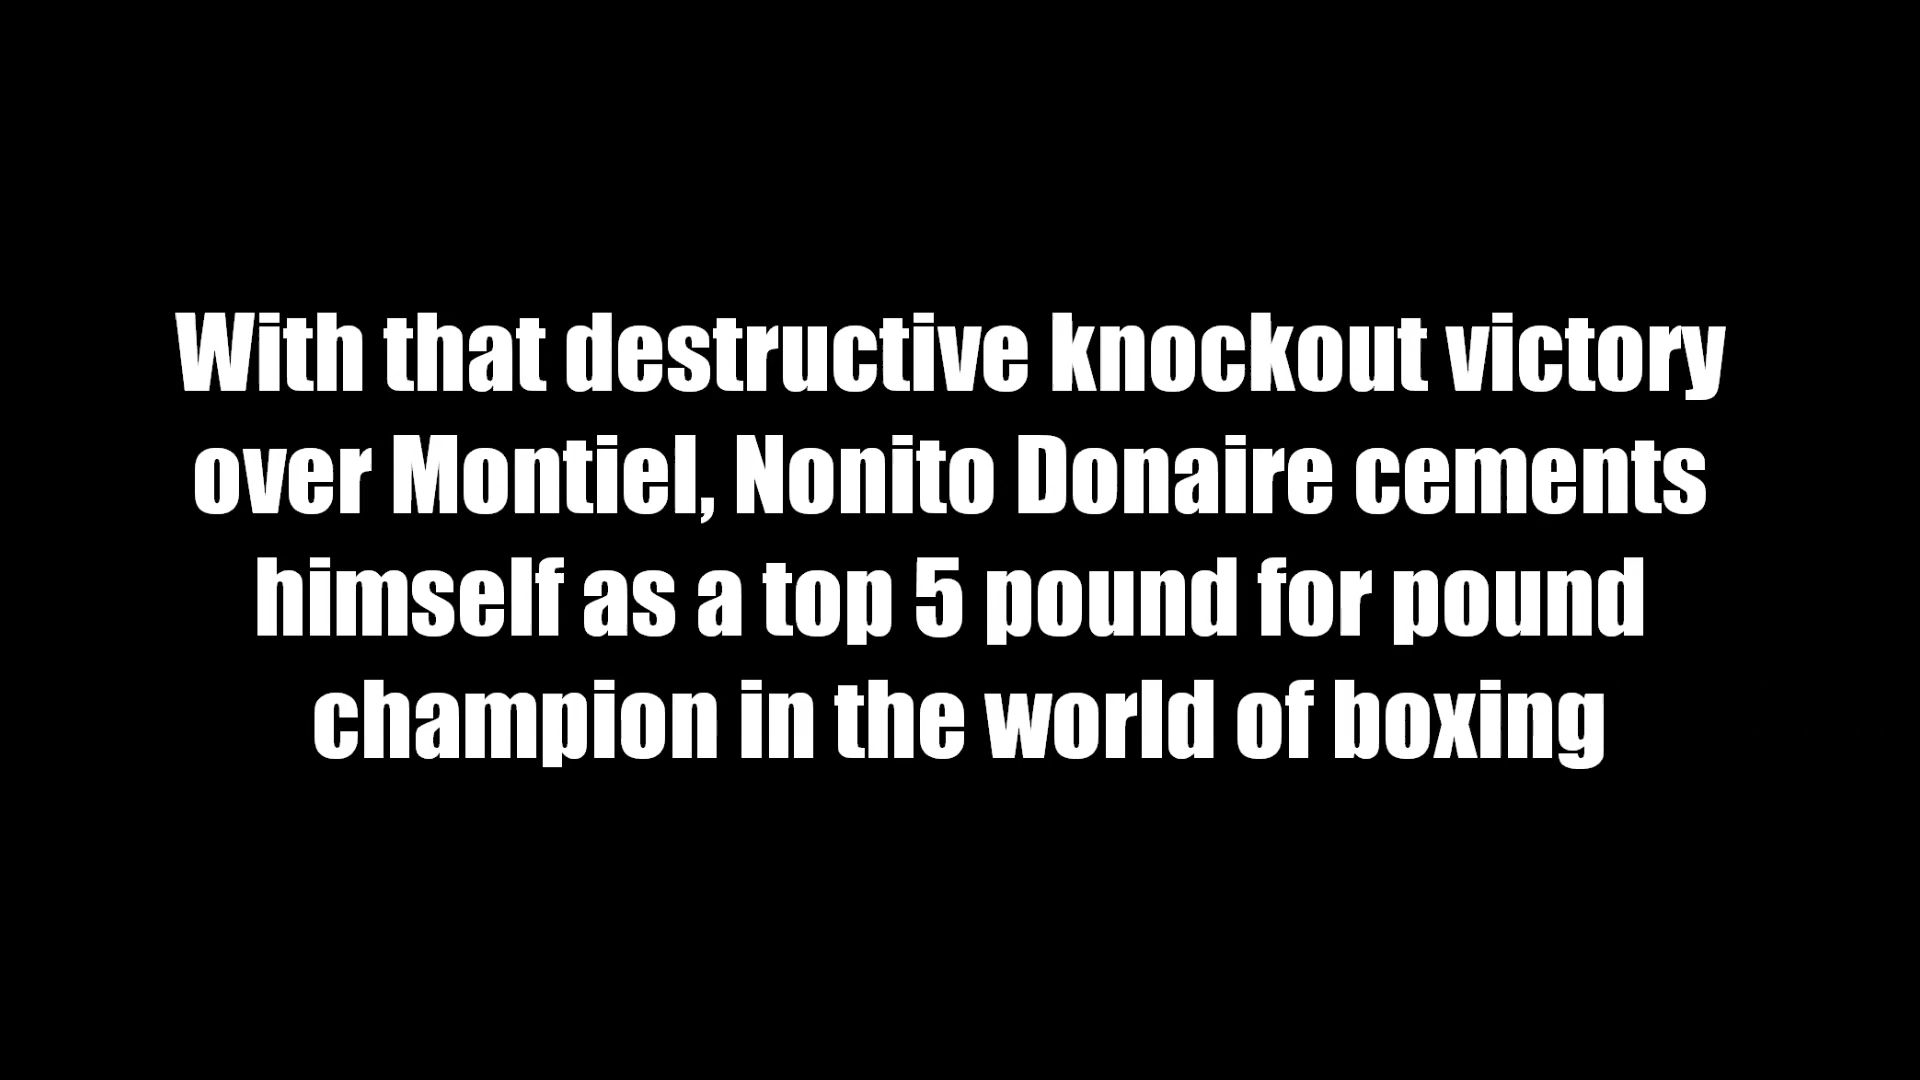 With that destructive knockout victory
over Montiel, Nonito Donaire cements
himself as a top 5 pound for pound
champion in the world of boxing